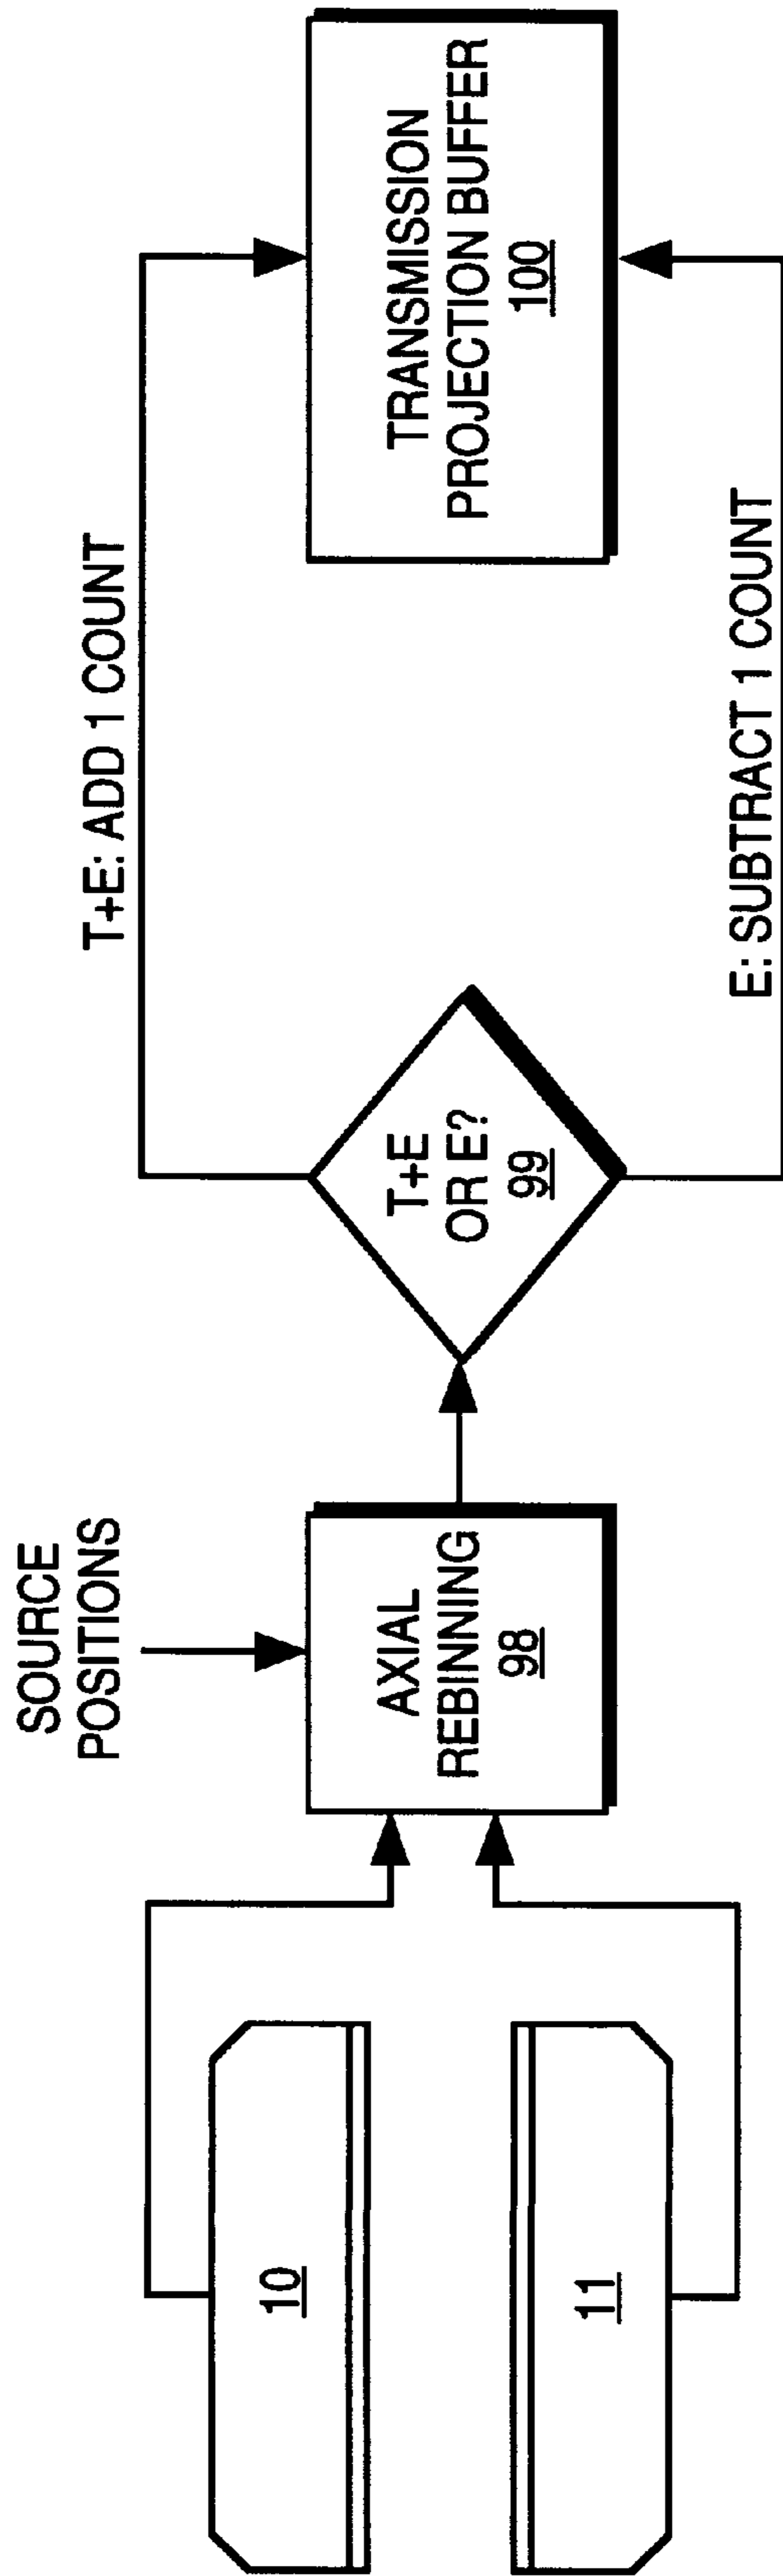 10
11
SOURCE
POSITIONS
AXIAL
REBINNING
98
T+E
OR E?
99
T+E: ADD 1 COUNT
E: SUBTRACT 1 COUNT
TRANSMISSION
PROJECTION BUFFER
100